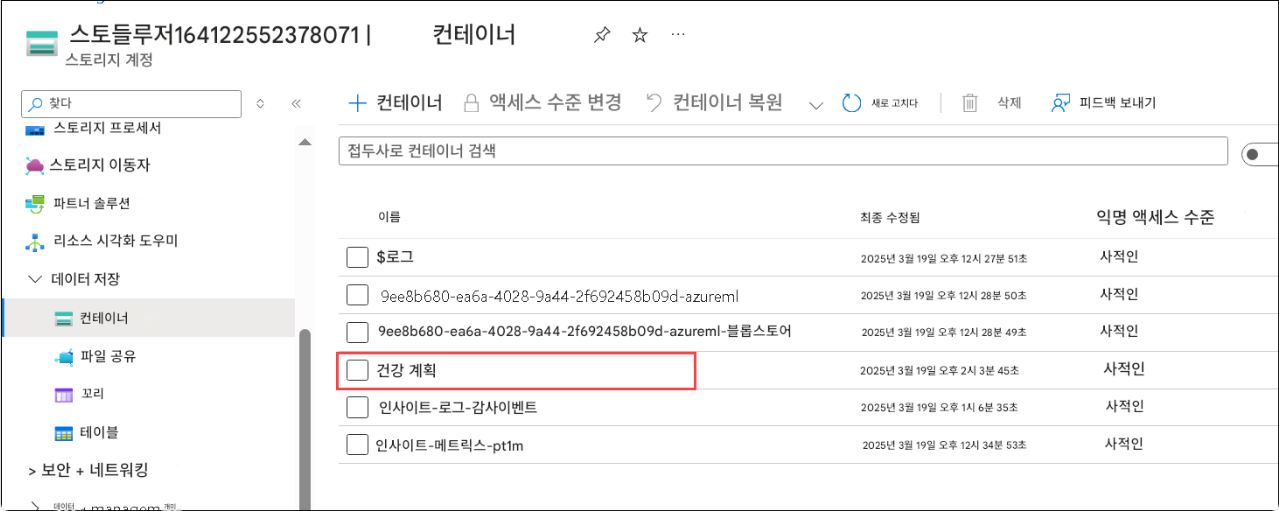 스토들루저164122552378071 | 컨테이너
스토리지 계정
찾다
스토리지 프로세서
스토리지 이동자
파트너 솔루션
리소스 시각화 도우미
데이터 저장
컨테이너
파일 공유
꼬리
테이블
> 보안 + 네트워킹
컨테이너 액세스 수준 변경 컨테이너 복원 새로 고치다 삭제 피드백 보내기
접두사로 컨테이너 검색
이름 최종 수정됨 익명 액세스 수준
$로그 2025년 3월 19일 오후 12시 27분 51초 사적인
9ee8b680-ea6a-4028-9a44-2f692458b09d-azureml 2025년 3월 19일 오후 12시 28분 50초 사적인
9ee8b680-ea6a-4028-9a44-2f692458b09d-azureml-블롭스토어 2025년 3월 19일 오후 12시 28분 49초 사적인
건강 계획 2025년 3월 19일 오후 2시 3분 45초 사적인
인사이트-로그-감사이벤트 2025년 3월 19일 오후 1시 6분 35초 사적인
인사이트-메트릭스-pt1m 2025년 3월 19일 오후 12시 34분 53초 사적인